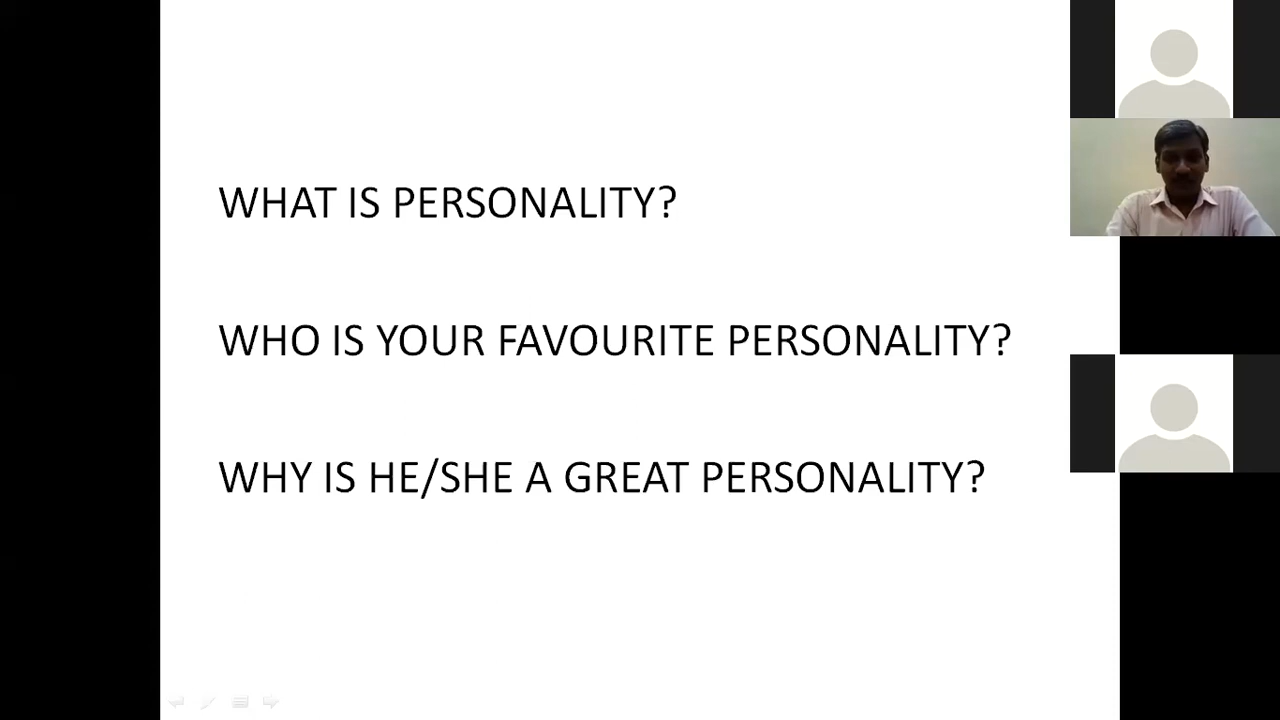 WHAT IS PERSONALITY?
WHO IS YOUR FAVOURITE PERSONALITY?
WHY IS HE/SHE A GREAT PERSONALITY?